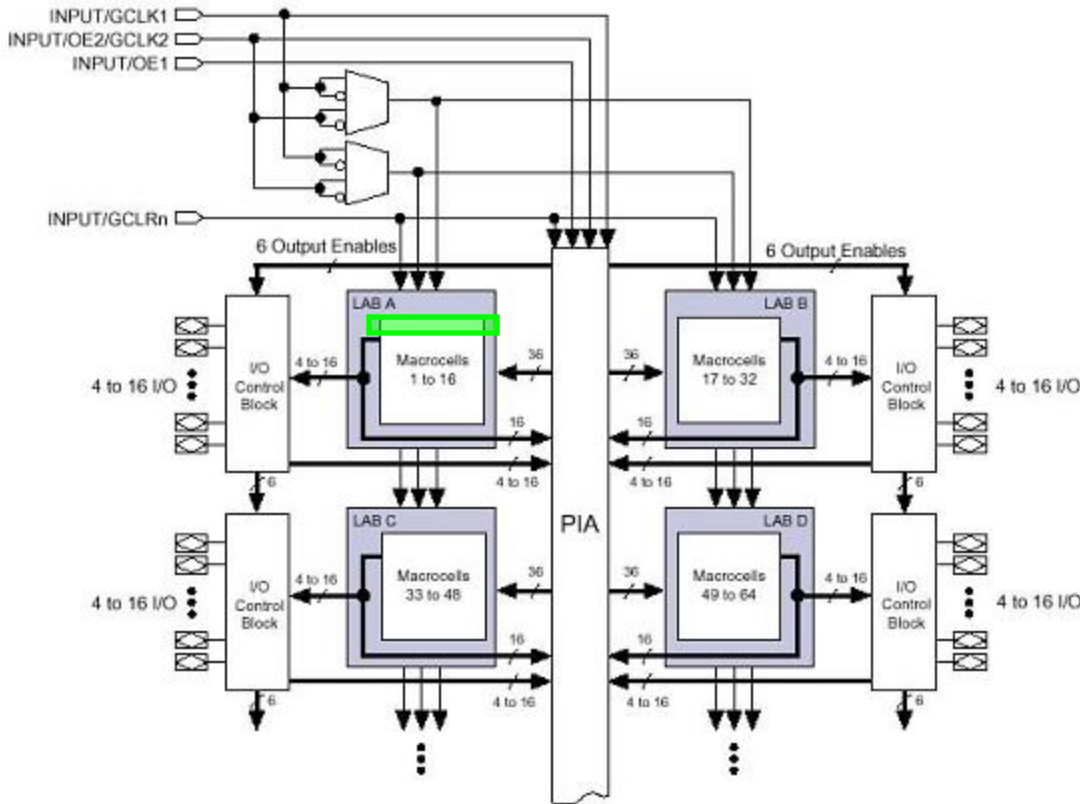 INPUT/GCLK1
INPUT/OE2/GCLK2
INPUT/OE1
INPUT/GCLRn
6 Output Enables
6 Output Enables
LAB A
LAB B
4 to 16 I/O
I/O
Control
Block
4 to 16
Macrocells
1 to 16
36
36
Macrocells
17 to 32
4 to 16
I/O
Control
Block
4 to 16 I/O
16
16
4 to 16
4 to 16
6
6
PIA
LAB C
LAB D
4 to 16 I/O
I/O
Control
Block
4 to 16
Macrocells
33 to 48
36
36
Macrocells
49 to 64
4 to 16
I/O
Control
Block
4 to 16 I/O
16
16
4 to 16
4 to 16
6
6